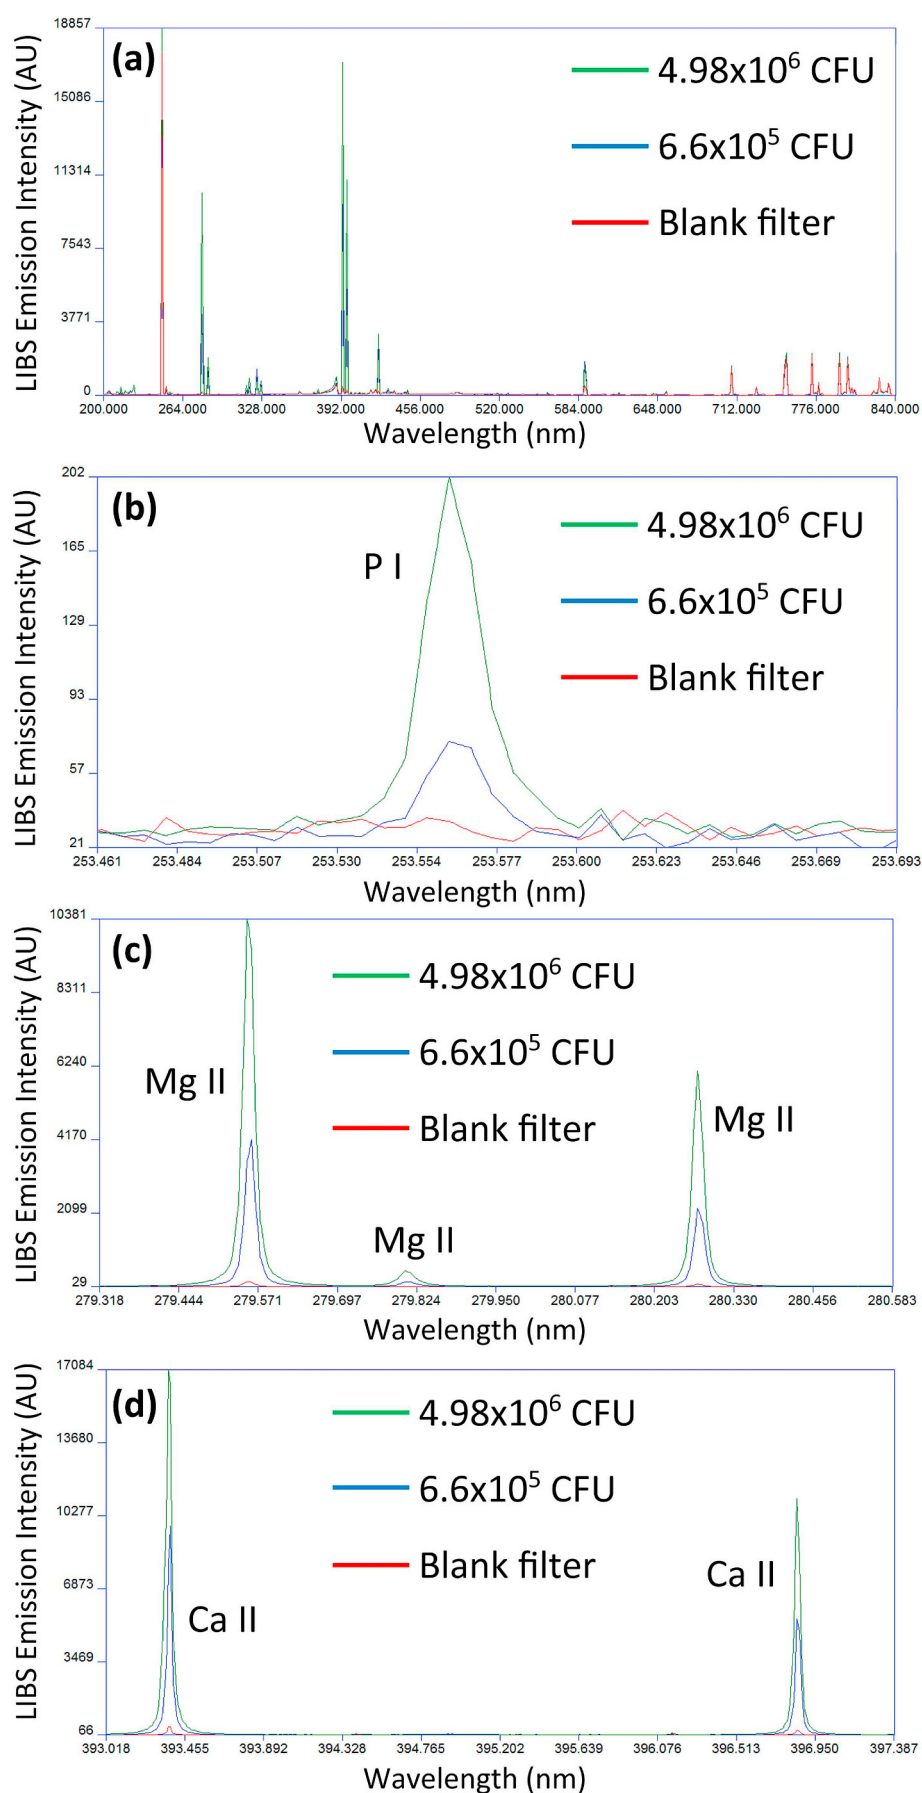 (a)
LIBS Emission Intensity (AU)
18857
15086
11314
7543
3771
0
4.98x10⁶ CFU
6.6x10⁵ CFU
Blank filter
200.000 264.000 328.000 392.000 456.000 520.000 584.000 648.000 712.000 776.000 840.000
Wavelength (nm)
(b)
LIBS Emission Intensity (AU)
202
165
129
93
57
21
P I
4.98x10⁶ CFU
6.6x10⁵ CFU
Blank filter
253.461 253.484 253.507 253.530 253.554 253.577 253.600 253.623 253.646 253.669 253.693
Wavelength (nm)
(c)
LIBS Emission Intensity (AU)
10381
8311
6240
4170
2099
29
4.98x10⁶ CFU
6.6x10⁵ CFU
Blank filter
Mg II
Mg II
Mg II
279.318 279.444 279.571 279.697 279.824 279.950 280.077 280.203 280.330 280.456 280.583
Wavelength (nm)
(d)
LIBS Emission Intensity (AU)
17084
13680
10277
6873
3469
66
4.98x10⁶ CFU
6.6x10⁵ CFU
Blank filter
Ca II
Ca II
393.018 393.455 393.892 394.328 394.765 395.202 395.639 396.076 396.513 396.950 397.387
Wavelength (nm)